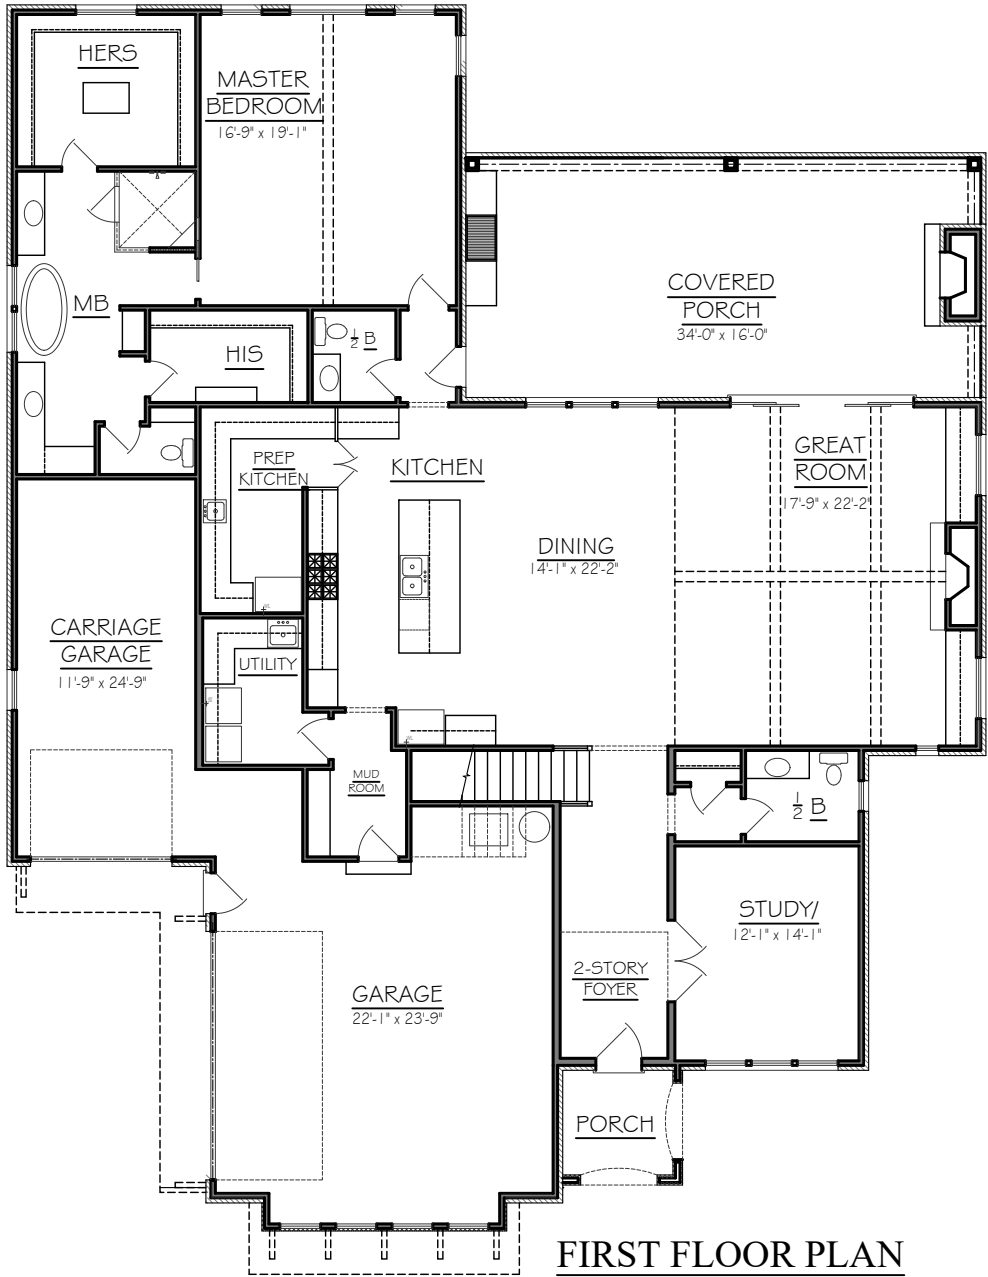 HERS
MASTER
BEDROOM
16'-9" x 19'-1"
MB
HIS
1/2 B
COVERED
PORCH
34'-0" x 16'-0"
PREP
KITCHEN
KITCHEN
DINING
14'-1" x 22'-2"
GREAT
ROOM
17'-9" x 22'-2"
CARRIAGE
GARAGE
11'-9" x 24'-9"
UTILITY
MUD
ROOM
1/2 B
STUDY/
12'-1" x 14'-1"
2-STORY
FOYER
GARAGE
22'-1" x 23'-9"
PORCH
FIRST FLOOR PLAN